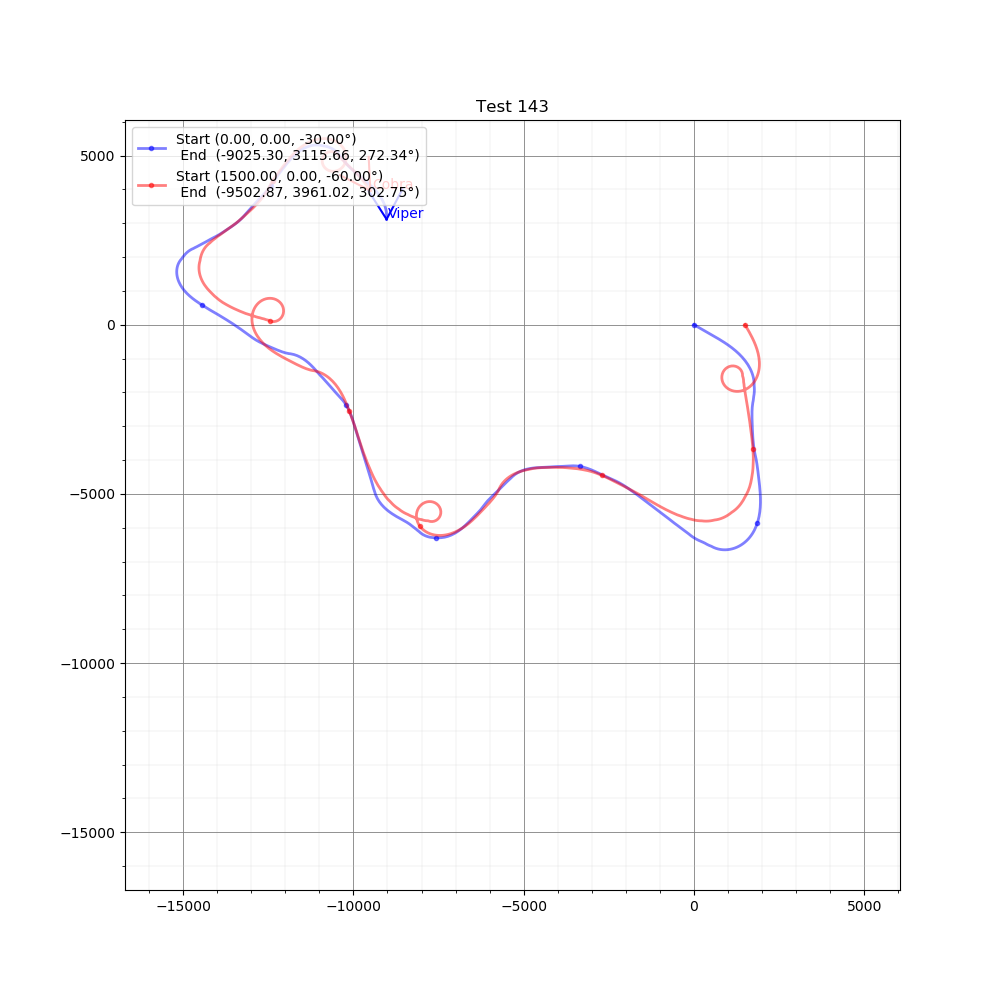 Test 143
Start (0.00, 0.00, -30.00°)
End (-9025.30, 3115.66, 272.34°)
Start (1500.00, 0.00, -60.00°)
End (-9502.87, 3961.02, 302.75°)
Cobra
Viper
5000
0
−5000
−10000
−15000
−15000 −10000 −5000 0 5000